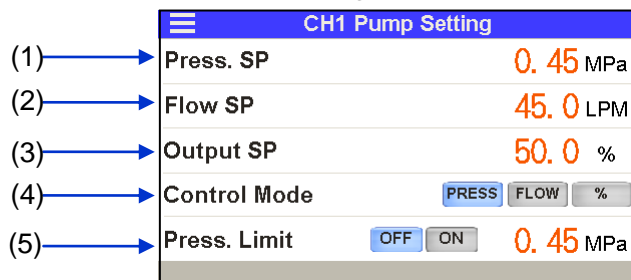 CH1 Pump Setting
(1) Press. SP 0.45 MPa
(2) Flow SP 45.0 LPM
(3) Output SP 50.0 %
(4) Control Mode PRESS FLOW %
(5) Press. Limit OFF ON 0.45 MPa